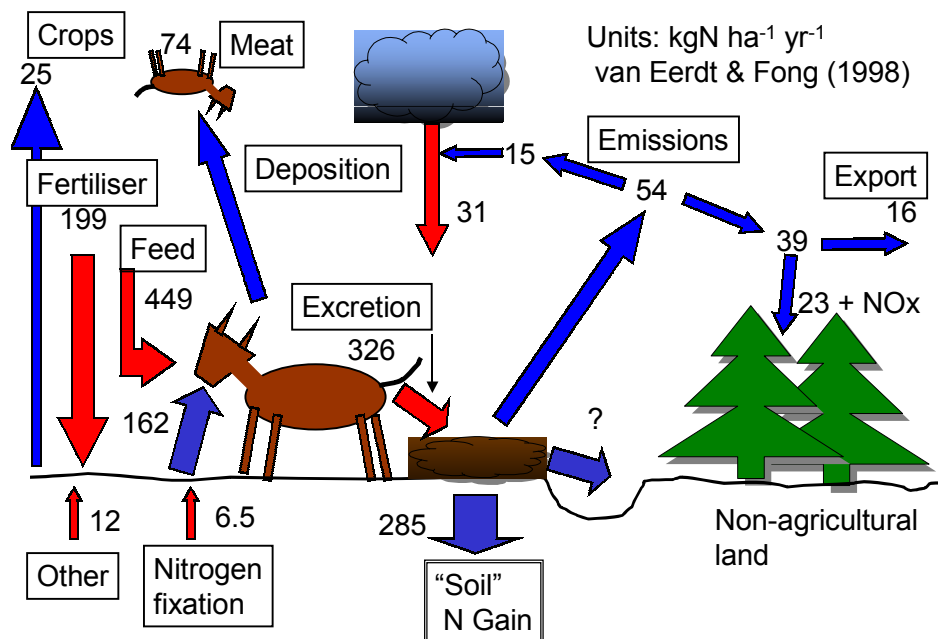 Crops
25
74
Meat
Units: kgN ha⁻¹ yr⁻¹
van Eerdt & Fong (1998)
Deposition
15
Emissions
54
Export
16
Fertiliser
199
31
39
Feed
449
Excretion
326
23 + NOx
162
?
12
6.5
285
Non-agricultural
land
Other
Nitrogen
fixation
“Soil”
N Gain